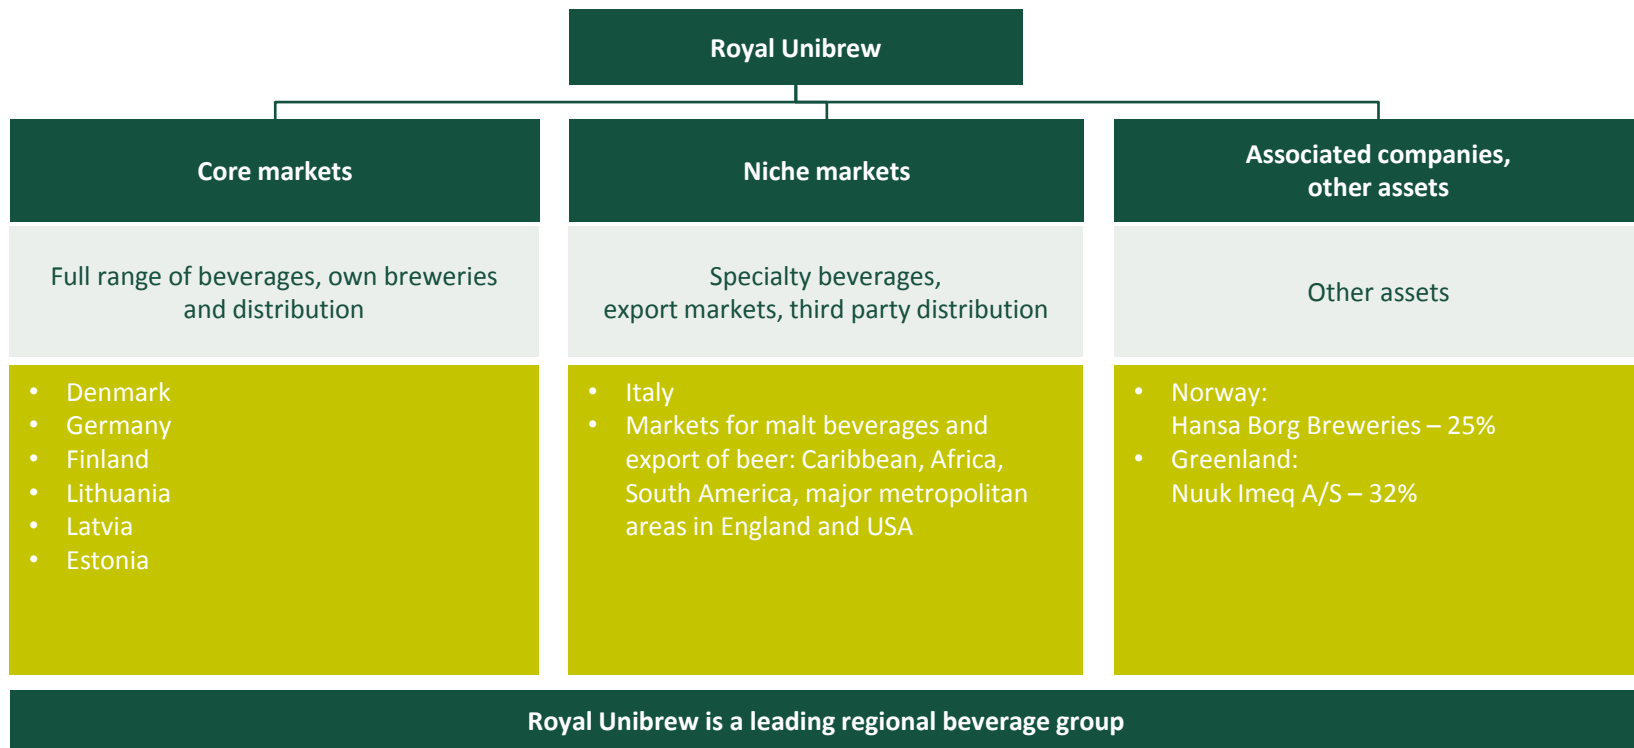 Royal Unibrew
Core markets
Full range of beverages, own breweries
and distribution
• Denmark
• Germany
• Finland
• Lithuania
• Latvia
• Estonia
Niche markets
Specialty beverages,
export markets, third party distribution
• Italy
• Markets for malt beverages and
export of beer: Caribbean, Africa,
South America, major metropolitan
areas in England and USA
Associated companies,
other assets
Other assets
• Norway:
Hansa Borg Breweries – 25%
• Greenland:
Nuuk Imeq A/S – 32%
Royal Unibrew is a leading regional beverage group